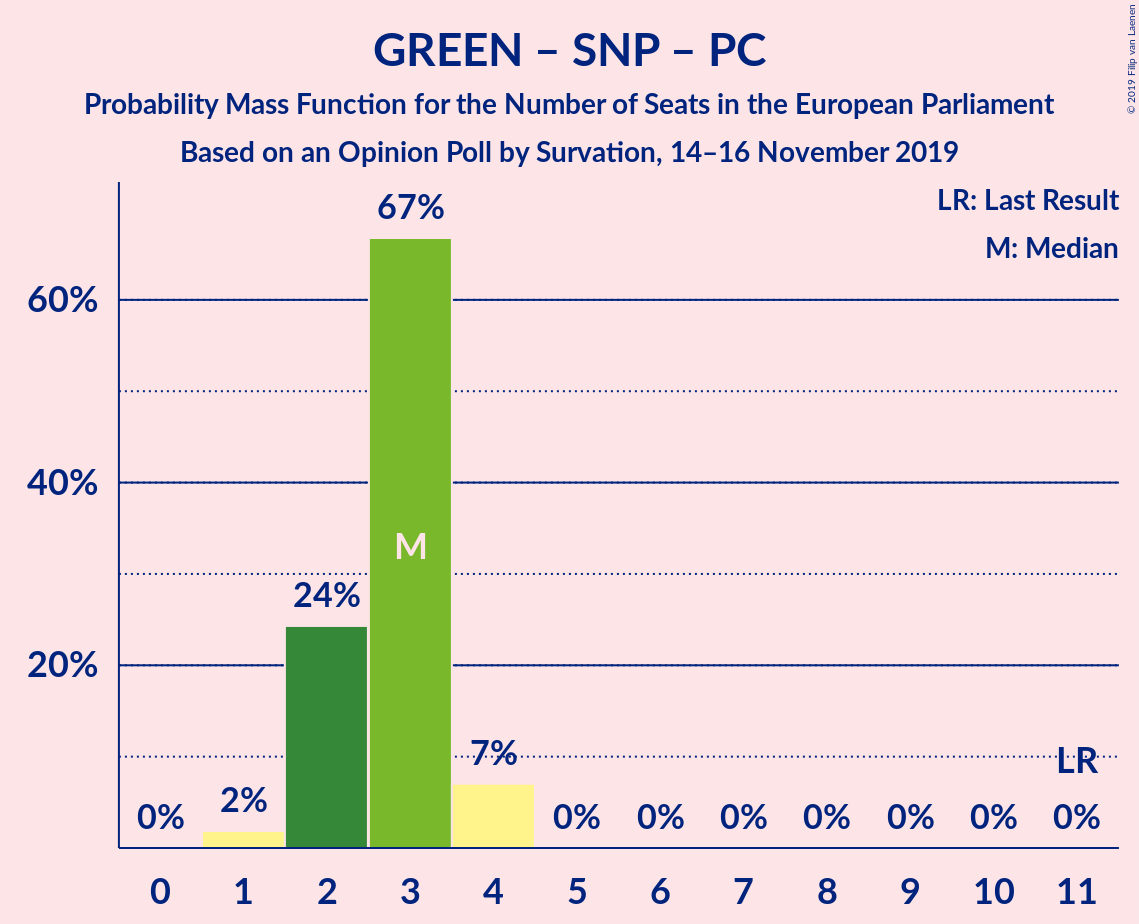 GREEN – SNP – PC
Probability Mass Function for the Number of Seats in the European Parliament
Based on an Opinion Poll by Survation, 14–16 November 2019
© 2019 Filip van Laenen
LR: Last Result
M: Median
67%
60%
40%
M
24%
20%
7%
LR
0% 2% 0% 0% 0% 0% 0% 0% 0%
0 1 2 3 4 5 6 7 8 9 10 11